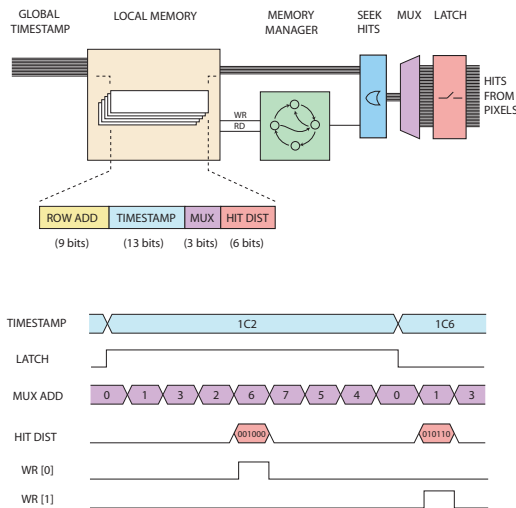 GLOBAL TIMESTAMP
LOCAL MEMORY
MEMORY MANAGER
SEEK HITS
MUX
LATCH
WR
RD
HITS FROM PIXELS
ROW ADD
TIMESTAMP
MUX
HIT DIST
(9 bits)
(13 bits)
(3 bits)
(6 bits)
TIMESTAMP
1C2
1C6
LATCH
MUX ADD
0 1 3 2 6 7 5 4 0 1 3
HIT DIST
001000
010110
WR [0]
WR [1]